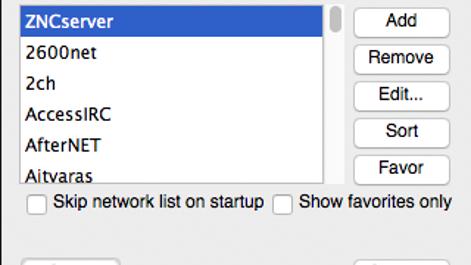 ZNCserver
Add
2600net
Remove
2ch
Edit...
AccessIRC
Sort
AfterNET
Favor
Aitvaras
Skip network list on startup
Show favorites only